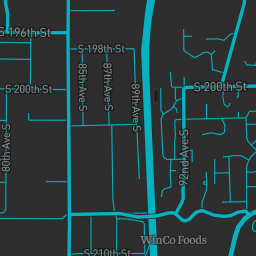 S 196th St
S 198th St
S 200th St
S 200th St
85th Ave S
87th Ave S
89th Ave S
80th Ave S
92nd Ave S
WinCo Foods
S 210th St